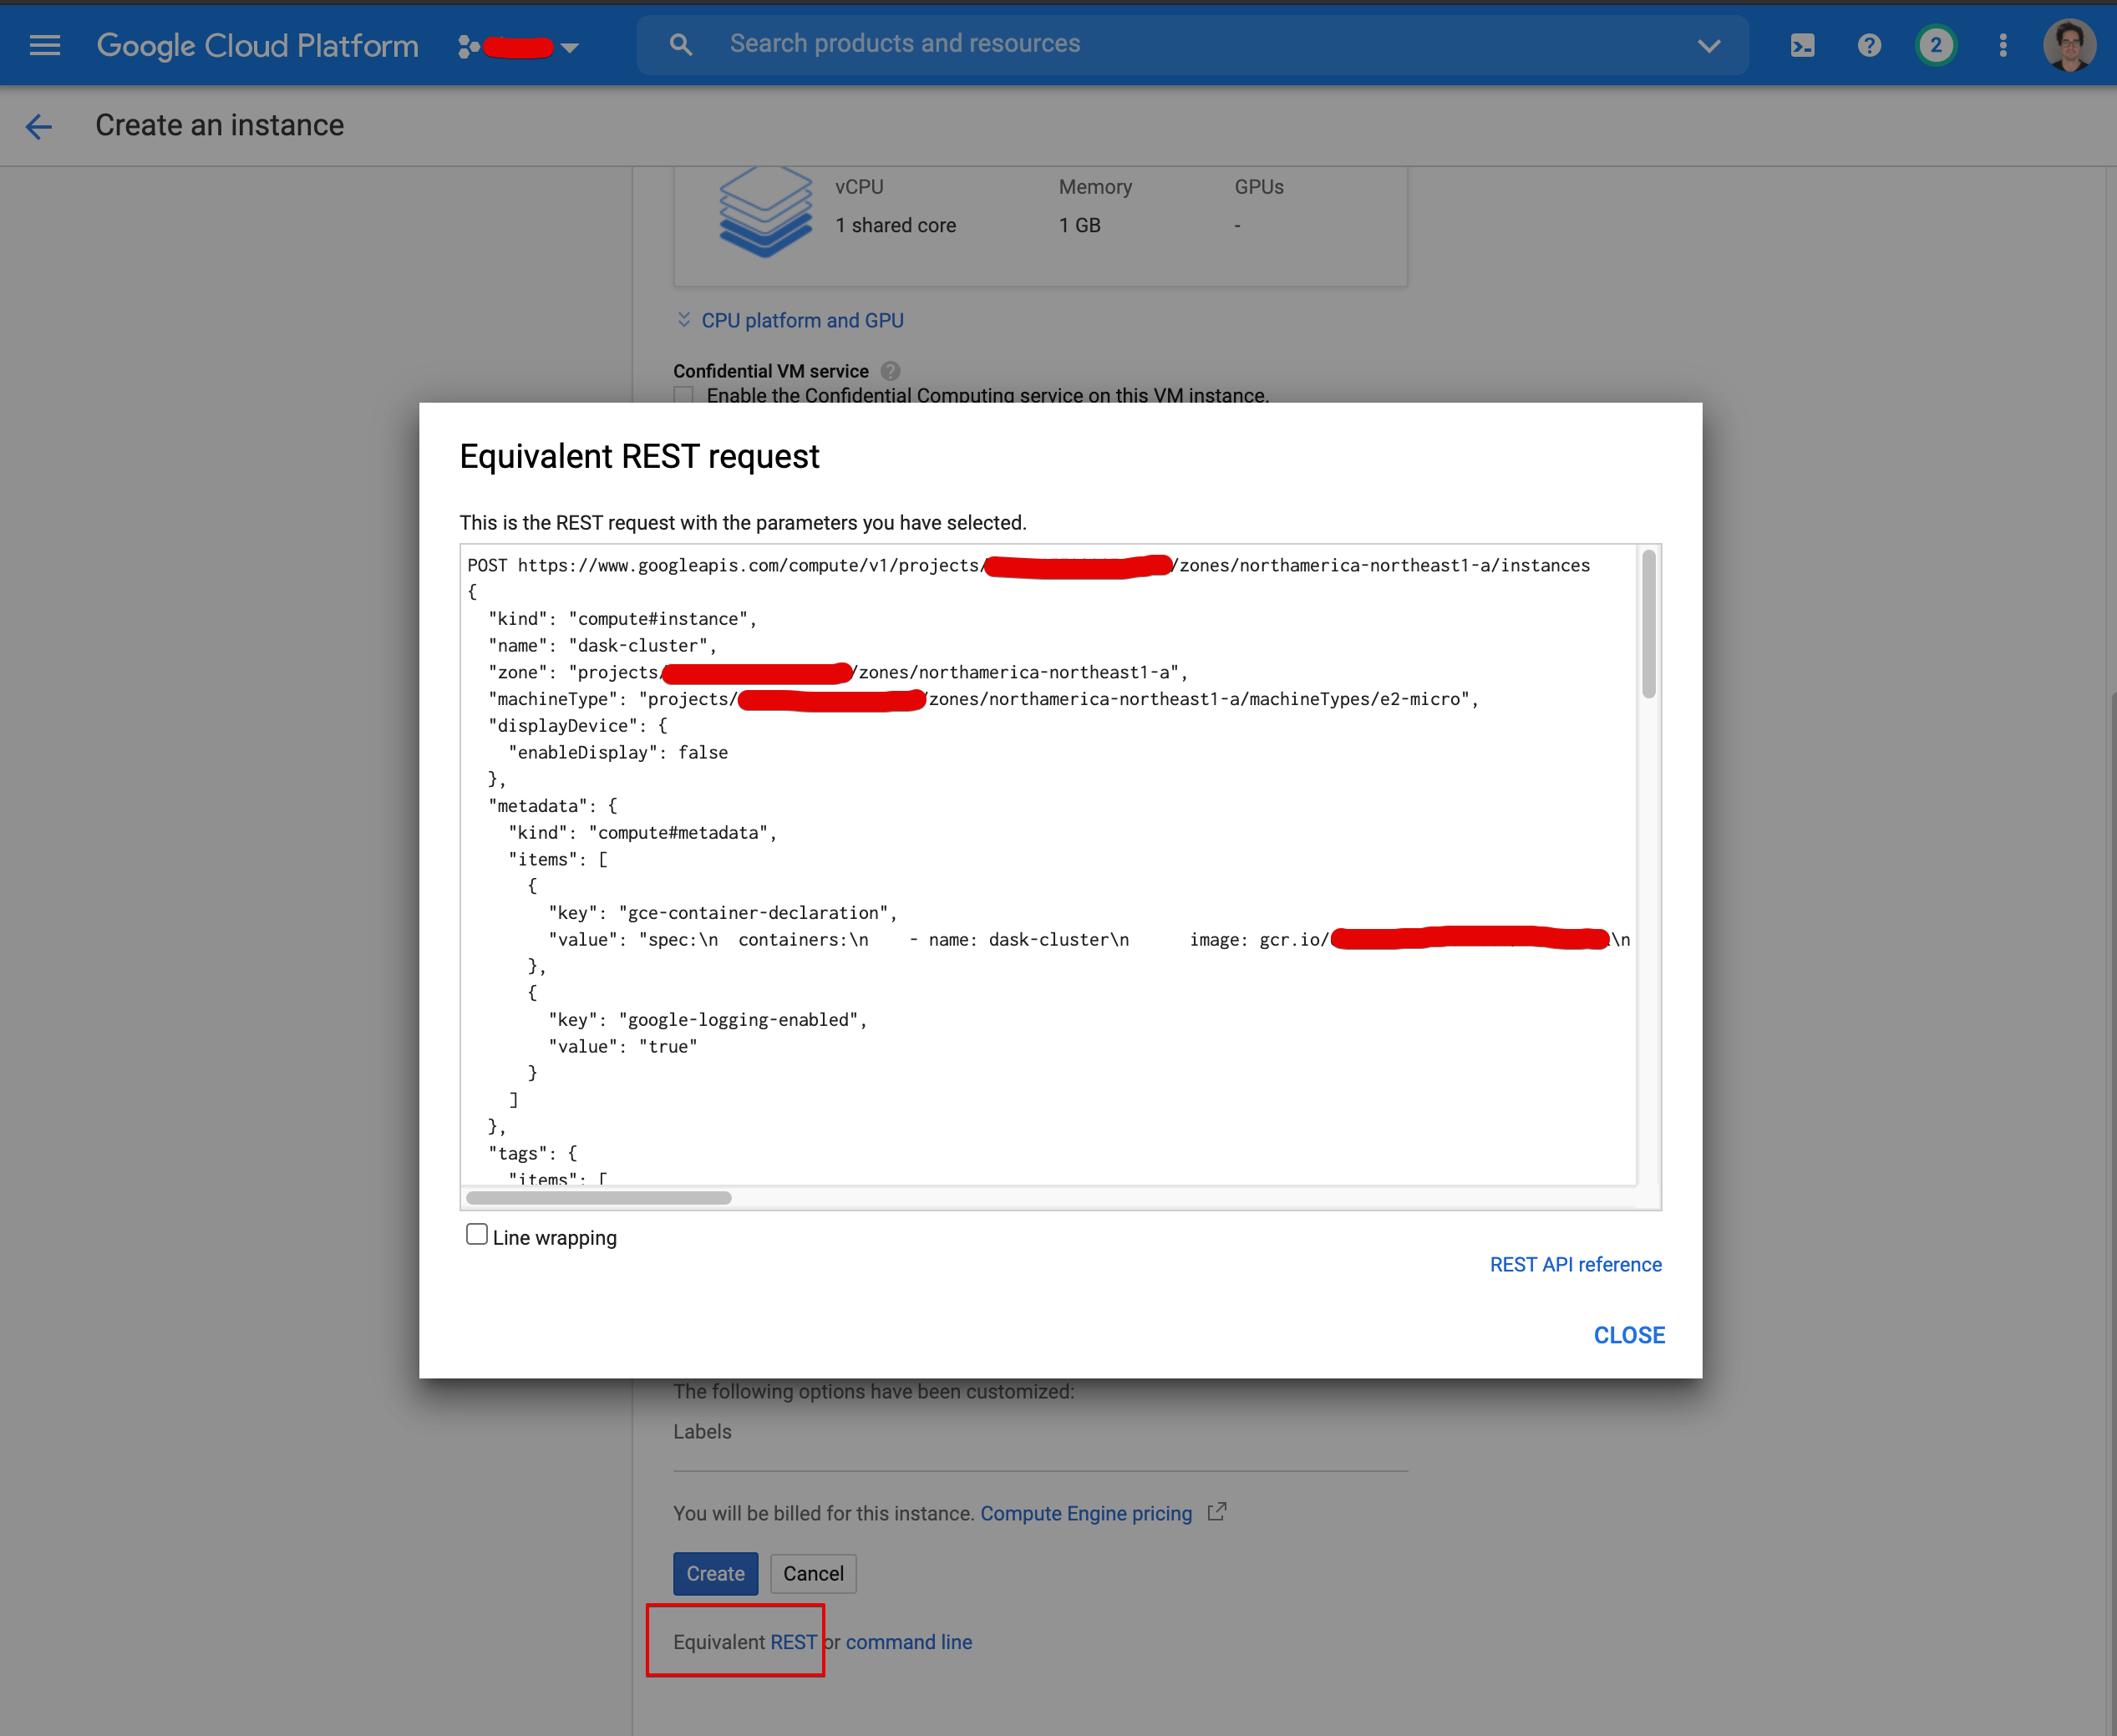 Google Cloud Platform
Search products and resources
2
Create an instance
vCPU Memory GPUs
1 shared core 1 GB -
CPU platform and GPU
Confidential VM service
Enable the Confidential Computing service on this VM instance.
Equivalent REST request
This is the REST request with the parameters you have selected.
POST https://www.googleapis.com/compute/v1/projects/ /zones/northamerica-northeast1-a/instances
{
"kind": "compute#instance",
"name": "dask-cluster",
"zone": "projects/ /zones/northamerica-northeast1-a",
"machineType": "projects/ /zones/northamerica-northeast1-a/machineTypes/e2-micro",
"displayDevice": {
"enableDisplay": false
},
"metadata": {
"kind": "compute#metadata",
"items": [
{
"key": "gce-container-declaration",
"value": "spec:\n  containers:\n    - name: dask-cluster\n      image: gcr.io/ \n
},
{
"key": "google-logging-enabled",
"value": "true"
}
]
},
"tags": {
"items": [
Line wrapping
REST API reference
CLOSE
The following options have been customized:
Labels
You will be billed for this instance. Compute Engine pricing
Create Cancel
Equivalent REST or command line